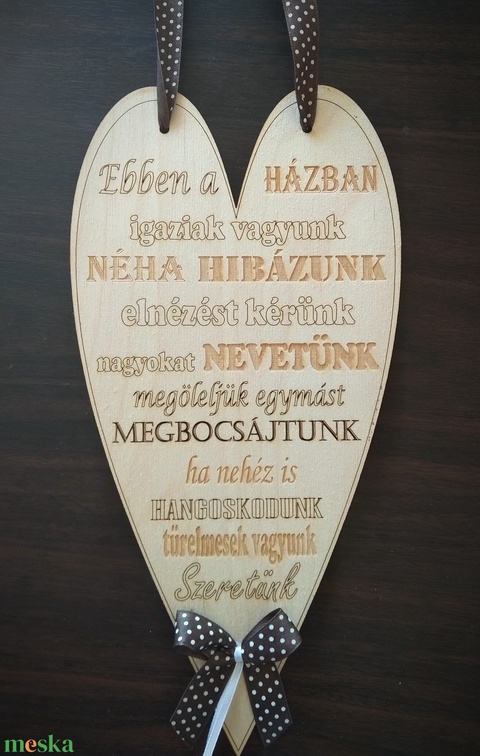 Ebben a HÁZBAN
igaziak vagyunk
NÉHA HIBÁZUNK
elnézést kérünk
nagyokat NEVETÜNK
megöleljük egymást
MEGBOCSÁJTUNK
ha nehéz is
HANGOSKODUNK
türelmesek vagyunk
Szeretünk
meska